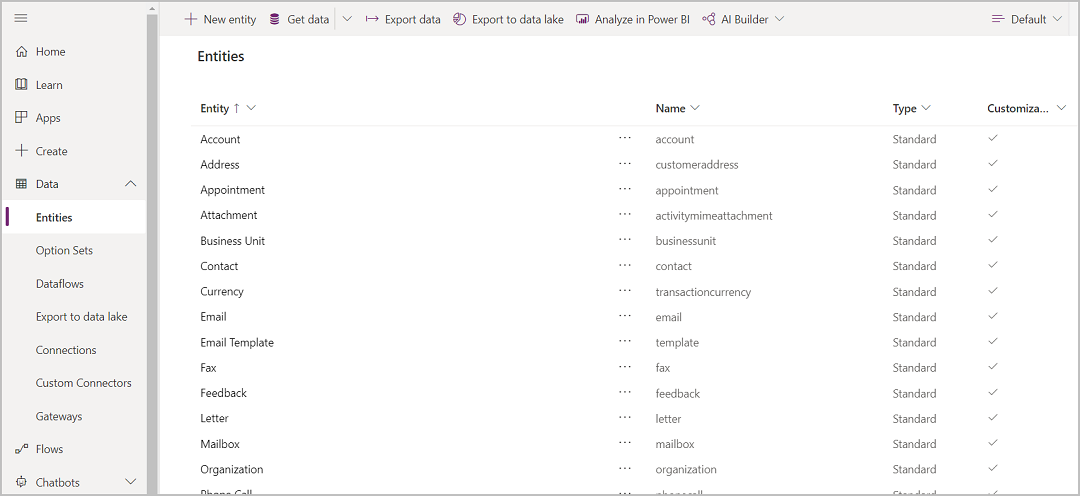 New entity Get data Export data Export to data lake Analyze in Power BI AI Builder Default
Home
Learn
Apps
Create
Data
Entities
Option Sets
Dataflows
Export to data lake
Connections
Custom Connectors
Gateways
Flows
Chatbots
Entities
Entity ↑ Name Type Customiza...
Account ... account Standard
Address ... customeraddress Standard
Appointment ... appointment Standard
Attachment ... activitymimeattachment Standard
Business Unit ... businessunit Standard
Contact ... contact Standard
Currency ... transactioncurrency Standard
Email ... email Standard
Email Template ... template Standard
Fax ... fax Standard
Feedback ... feedback Standard
Letter ... letter Standard
Mailbox ... mailbox Standard
Organization ... organization Standard
Phone Call ... phonecall Standard